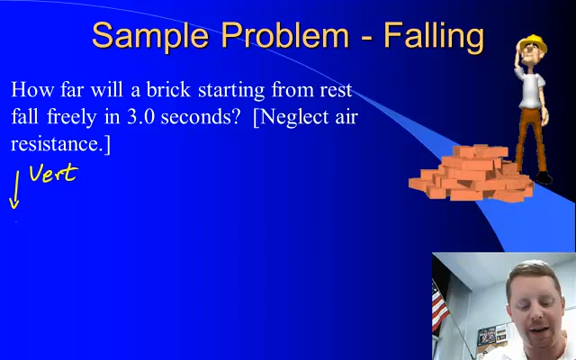 Sample Problem - Falling
How far will a brick starting from rest
fall freely in 3.0 seconds? [Neglect air
resistance.]
Vert